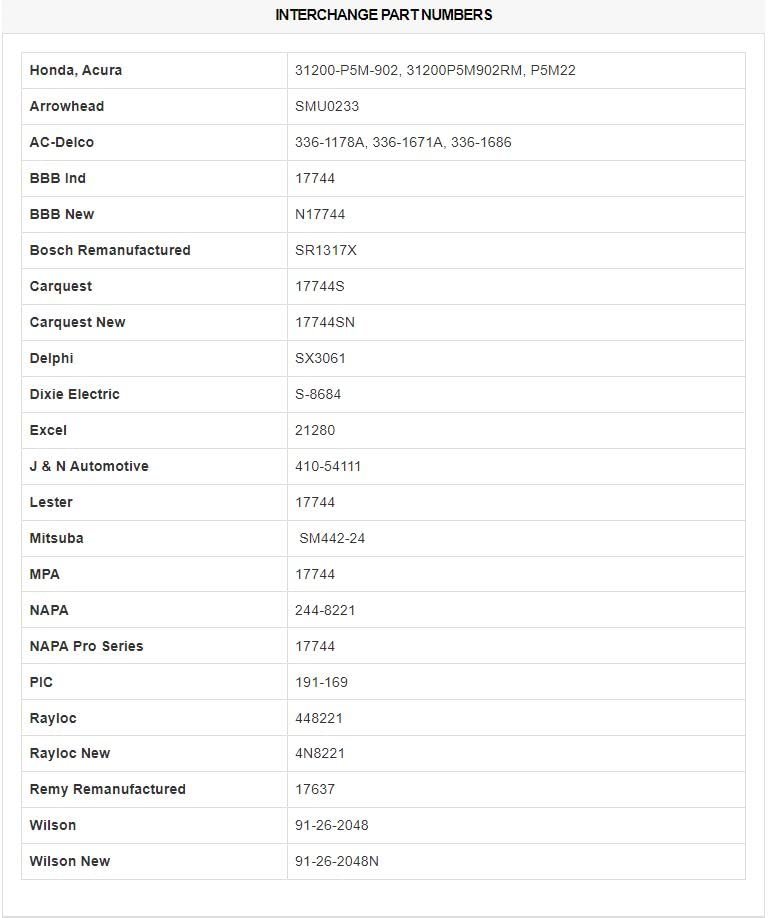 INTERCHANGE PART NUMBERS
Honda, Acura 31200-P5M-902, 31200P5M902RM, P5M22
Arrowhead SMU0233
AC-Delco 336-1178A, 336-1671A, 336-1686
BBB Ind 17744
BBB New N17744
Bosch Remanufactured SR1317X
Carquest 17744S
Carquest New 17744SN
Delphi SX3061
Dixie Electric S-8684
Excel 21280
J & N Automotive 410-54111
Lester 17744
Mitsuba SM442-24
MPA 17744
NAPA 244-8221
NAPA Pro Series 17744
PIC 191-169
Rayloc 448221
Rayloc New 4N8221
Remy Remanufactured 17637
Wilson 91-26-2048
Wilson New 91-26-2048N